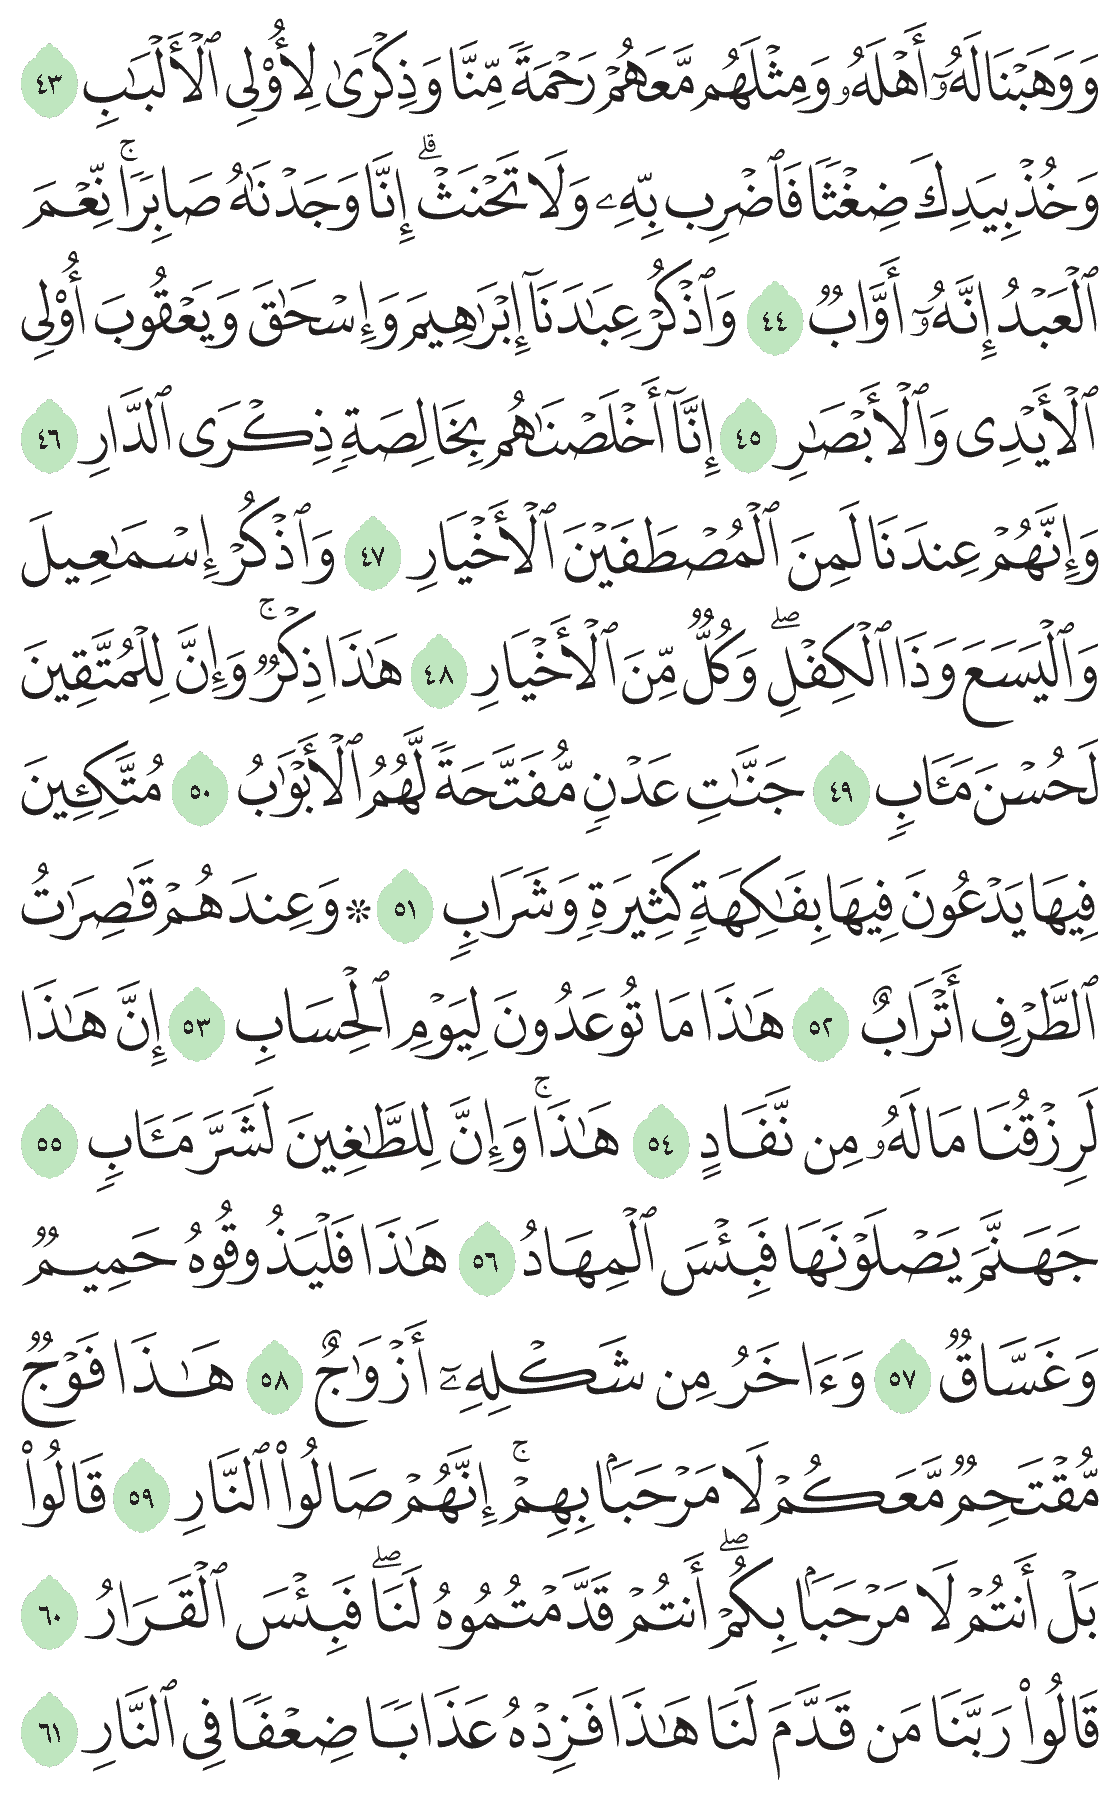 وَوَهَبْنَا لَهُۥٓ أَهْلَهُۥ وَمِثْلَهُم مَّعَهُمْ رَحْمَةً مِّنَّا وَذِكْرَىٰ لِأُو۟لِى ٱلْأَلْبَـٰبِ ٤٣
وَخُذْ بِيَدِكَ ضِغْثًا فَٱضْرِب بِّهِۦ وَلَا تَحْنَثْ ۗ إِنَّا وَجَدْنَـٰهُ صَابِرًا ۚ نِّعْمَ
ٱلْعَبْدُ إِنَّهُۥٓ أَوَّابٌ ٤٤ وَٱذْكُرْ عِبَـٰدَنَآ إِبْرَٰهِيمَ وَإِسْحَـٰقَ وَيَعْقُوبَ أُو۟لِى
ٱلْأَيْدِى وَٱلْأَبْصَـٰرِ ٤٥ إِنَّآ أَخْلَصْنَـٰهُم بِخَالِصَةٍ ذِكْرَى ٱلدَّارِ ٤٦
وَإِنَّهُمْ عِندَنَا لَمِنَ ٱلْمُصْطَفَيْنَ ٱلْأَخْيَارِ ٤٧ وَٱذْكُرْ إِسْمَـٰعِيلَ
وَٱلْيَسَعَ وَذَا ٱلْكِفْلِ ۖ وَكُلٌّ مِّنَ ٱلْأَخْيَارِ ٤٨ هَـٰذَا ذِكْرٌ ۚ وَإِنَّ لِلْمُتَّقِينَ
لَحُسْنَ مَـَٔابٍ ٤٩ جَنَّـٰتِ عَدْنٍ مُّفَتَّحَةً لَّهُمُ ٱلْأَبْوَٰبُ ٥٠ مُتَّكِـِٔينَ
فِيهَا يَدْعُونَ فِيهَا بِفَـٰكِهَةٍ كَثِيرَةٍ وَشَرَابٍ ٥١ ۞ وَعِندَهُمْ قَـٰصِرَٰتُ
ٱلطَّرْفِ أَتْرَابٌ ٥٢ هَـٰذَا مَا تُوعَدُونَ لِيَوْمِ ٱلْحِسَابِ ٥٣ إِنَّ هَـٰذَا
لَرِزْقُنَا مَا لَهُۥ مِن نَّفَادٍ ٥٤ هَـٰذَا ۚ وَإِنَّ لِلطَّـٰغِينَ لَشَرَّ مَـَٔابٍ ٥٥
جَهَنَّمَ يَصْلَوْنَهَا فَبِئْسَ ٱلْمِهَادُ ٥٦ هَـٰذَا فَلْيَذُوقُوهُ حَمِيمٌ
وَغَسَّاقٌ ٥٧ وَءَاخَرُ مِن شَكْلِهِۦٓ أَزْوَٰجٌ ٥٨ هَـٰذَا فَوْجٌ
مُّقْتَحِمٌ مَّعَكُمْ لَا مَرْحَبًۢا بِهِمْ ۚ إِنَّهُمْ صَالُوا۟ ٱلنَّارِ ٥٩ قَالُوا۟
بَلْ أَنتُمْ لَا مَرْحَبًۢا بِكُمْ ۖ أَنتُمْ قَدَّمْتُمُوهُ لَنَا ۖ فَبِئْسَ ٱلْقَرَارُ ٦٠
قَالُوا۟ رَبَّنَا مَن قَدَّمَ لَنَا هَـٰذَا فَزِدْهُ عَذَابًا ضِعْفًا فِى ٱلنَّارِ ٦١